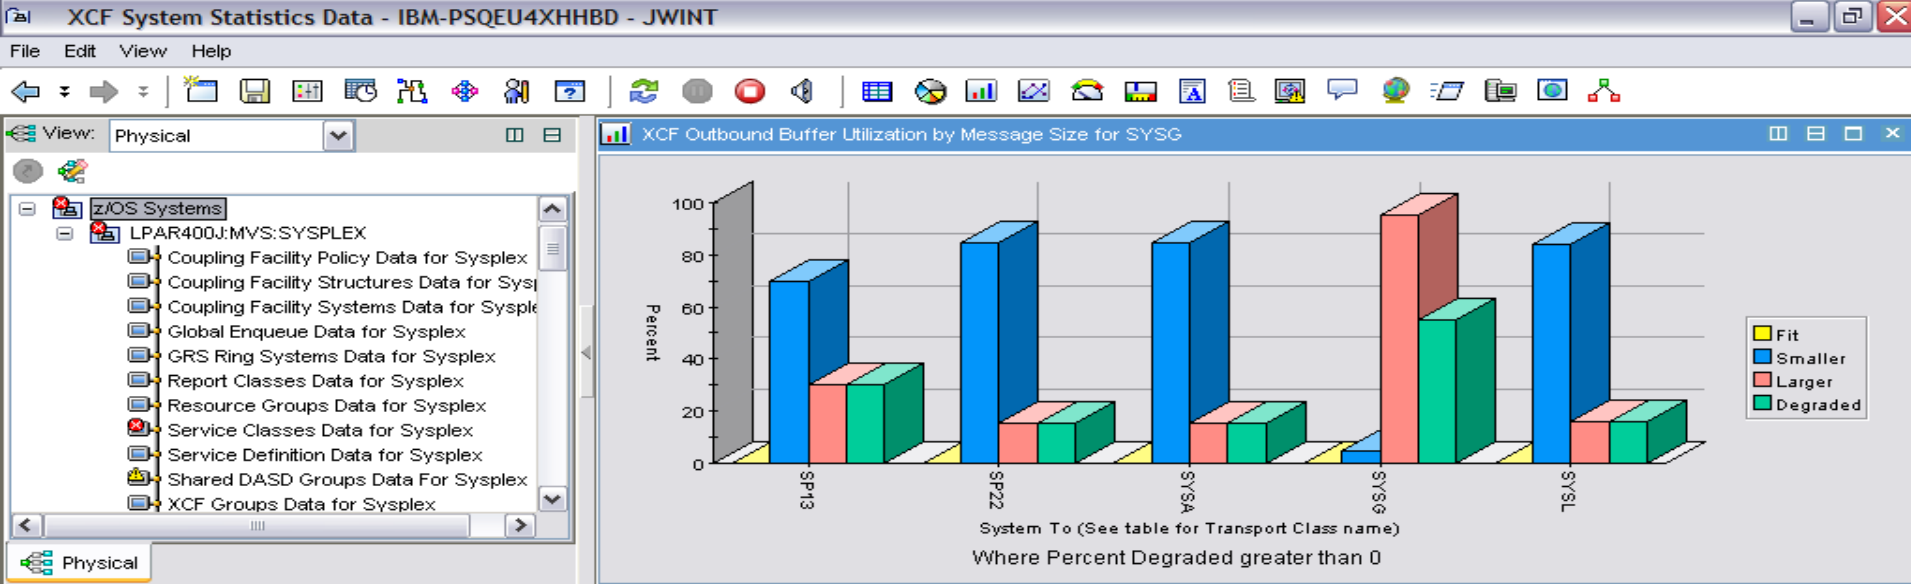 XCF System Statistics Data - IBM-PSQEU4XHHBD - JWINT
File Edit View Help
View: Physical
z/OS Systems
LPAR400J:MVS:SYSPLEX
Coupling Facility Policy Data for Sysplex
Coupling Facility Structures Data for Sys
Coupling Facility Systems Data for Syspl
Global Enqueue Data for Sysplex
GRS Ring Systems Data for Sysplex
Report Classes Data for Sysplex
Resource Groups Data for Sysplex
Service Classes Data for Sysplex
Service Definition Data for Sysplex
Shared DASD Groups Data For Sysplex
XCF Groups Data for Sysplex
Physical
XCF Outbound Buffer Utilization by Message Size for SYSG
Percent
100
80
60
40
20
0
SP13
SP22
SYSA
SYSG
SYSL
System To (See table for Transport Class name)
Where Percent Degraded greater than 0
Fit
Smaller
Larger
Degraded